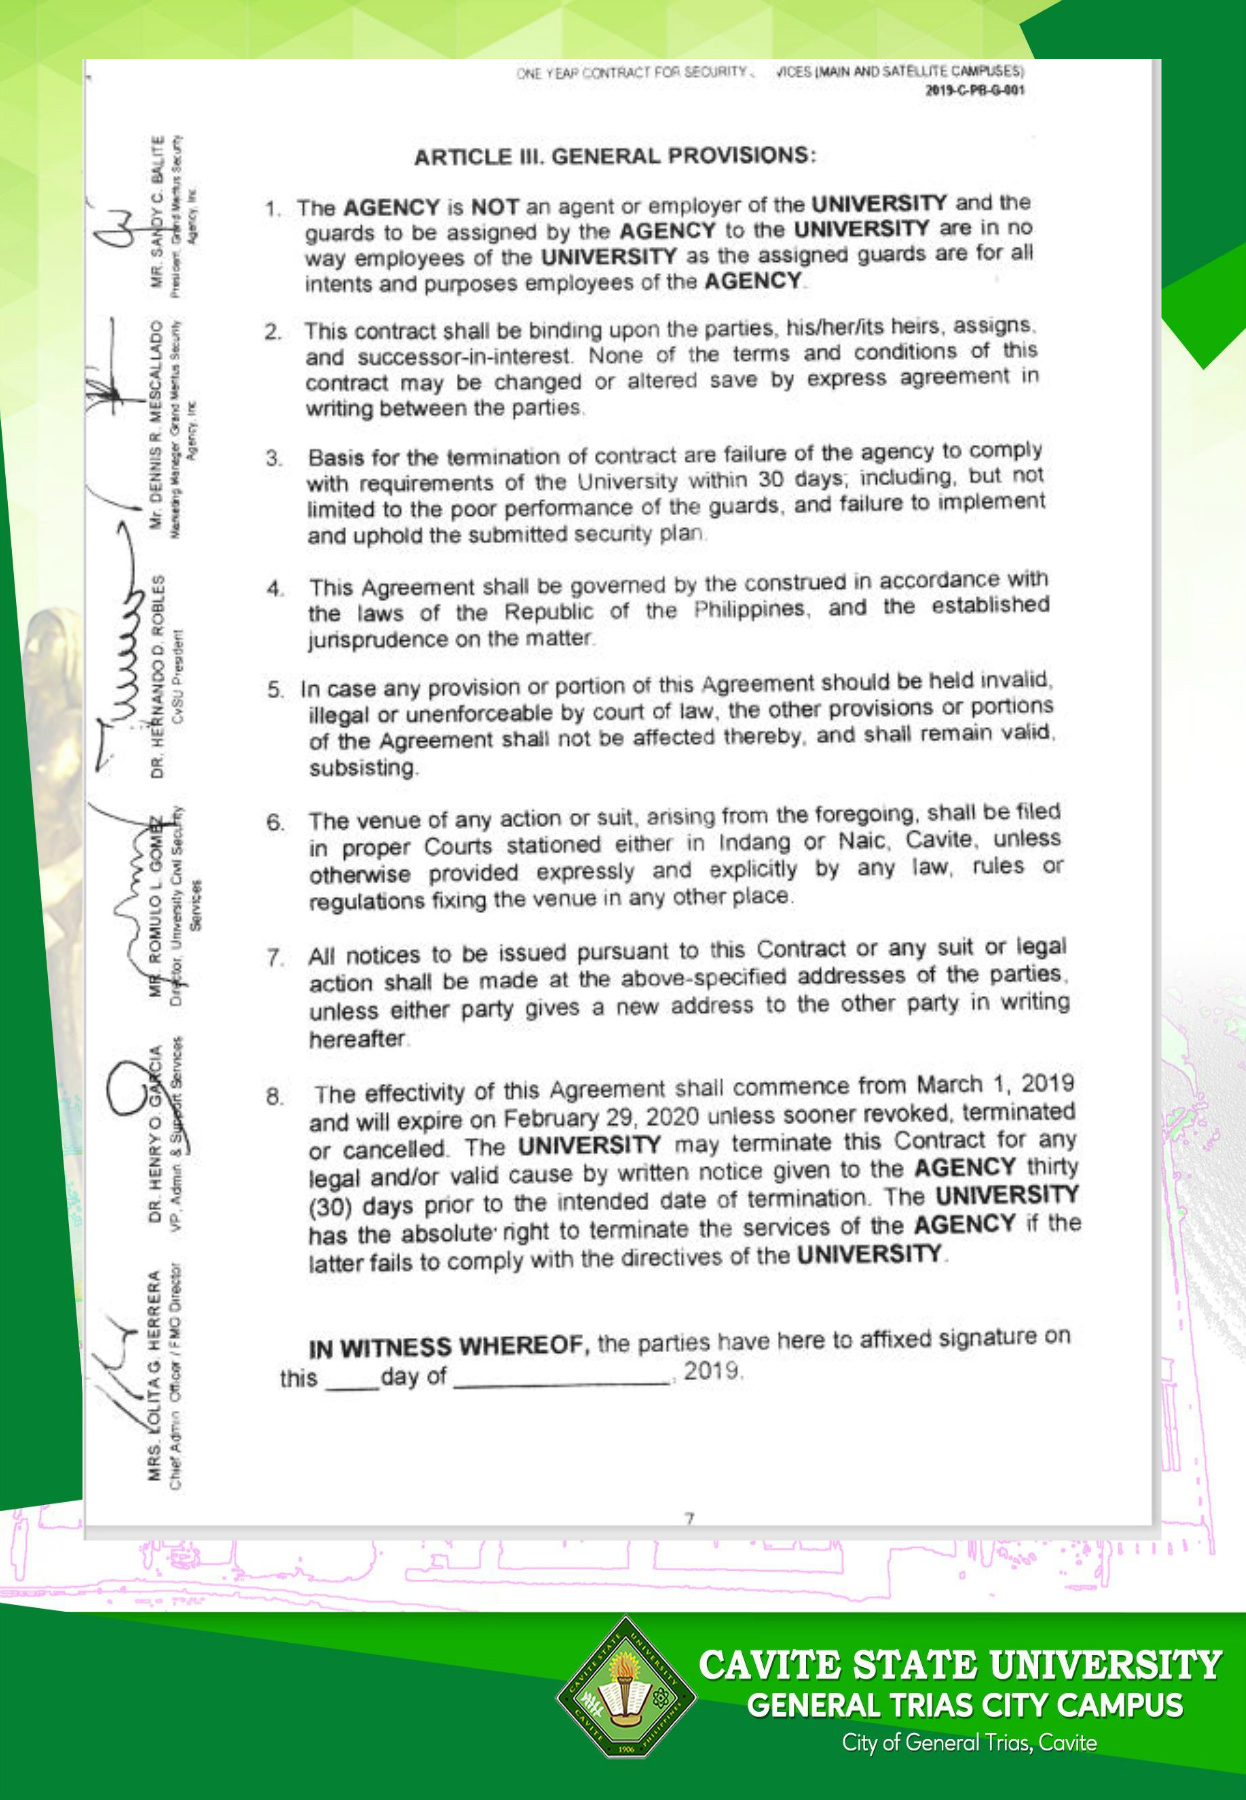 ONE YEAR CONTRACT FOR SECURITY VICES (MAIN AND SATELLITE CAMPUSES)
2019-C-PB-G-001
ARTICLE III. GENERAL PROVISIONS:
1. The AGENCY is NOT an agent or employer of the UNIVERSITY and the
guards to be assigned by the AGENCY to the UNIVERSITY are in no
way employees of the UNIVERSITY as the assigned guards are for all
intents and purposes employees of the AGENCY.
2. This contract shall be binding upon the parties, his/her/its heirs, assigns,
and successor-in-interest. None of the terms and conditions of this
contract may be changed or altered save by express agreement in
writing between the parties.
3. Basis for the termination of contract are failure of the agency to comply
with requirements of the University within 30 days; including, but not
limited to the poor performance of the guards, and failure to implement
and uphold the submitted security plan.
4. This Agreement shall be governed by the construed in accordance with
the laws of the Republic of the Philippines, and the established
jurisprudence on the matter.
5. In case any provision or portion of this Agreement should be held invalid,
illegal or unenforceable by court of law, the other provisions or portions
of the Agreement shall not be affected thereby, and shall remain valid,
subsisting.
6. The venue of any action or suit, arising from the foregoing, shall be filed
in proper Courts stationed either in Indang or Naic, Cavite, unless
otherwise provided expressly and explicitly by any law, rules or
regulations fixing the venue in any other place.
7. All notices to be issued pursuant to this Contract or any suit or legal
action shall be made at the above-specified addresses of the parties,
unless either party gives a new address to the other party in writing
hereafter.
8. The effectivity of this Agreement shall commence from March 1, 2019
and will expire on February 29, 2020 unless sooner revoked, terminated
or cancelled. The UNIVERSITY may terminate this Contract for any
legal and/or valid cause by written notice given to the AGENCY thirty
(30) days prior to the intended date of termination. The UNIVERSITY
has the absolute right to terminate the services of the AGENCY if the
latter fails to comply with the directives of the UNIVERSITY.
IN WITNESS WHEREOF, the parties have here to affixed signature on
this ____ day of ________________, 2019.
7
MRS. LOLITA G. HERRERA
Chief Admin Officer / FMO Director
DR. HENRY O. GARCIA
VP, Admin & Support Services
MR. ROMULO L. GOMEZ
Director, University Civil Security
Services
DR. HERNANDO D. ROBLES
CvSU President
Mr. DENNIS R. MESCALLADO
Marketing Manager Grand Meritus Security
Agency, Inc
MR. SANDY C. BALITE
President, Grand Meritus Security
Agency, Inc
CAVITE STATE UNIVERSITY
CAVITE
PHILIPPINES
1906
CAVITE STATE UNIVERSITY
GENERAL TRIAS CITY CAMPUS
City of General Trias, Cavite